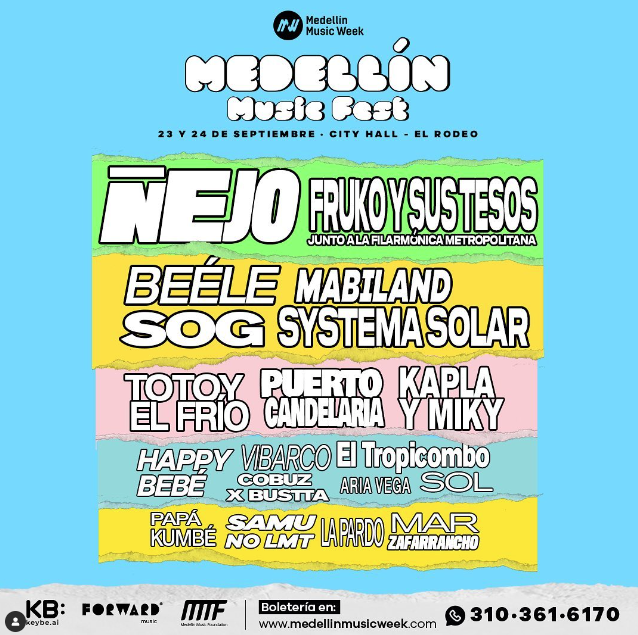 Medellín
Music Week
MEDELLÍN
Music Fest
23 Y 24 DE SEPTIEMBRE · CITY HALL - EL RODEO
ÑEJO
FRUKO Y SUS TESOS
JUNTO A LA FILARMÓNICA METROPOLITANA
BEÉLE
MABILAND
SOG
SYSTEMA SOLAR
TOTOY
EL FRÍO
PUERTO
CANDELARIA
KAPLA
Y MIKY
HAPPY
BEBÉ
VIBARCO
COBUZ
X BUSTTA
El Tropicombo
ARIA VEGA
SOL
PAPÁ
KUMBÉ
SAMU
NO LMT
LA PARDO
MAR
ZAFARRANCHO
KB:
keybe.ai
FORWARD
music
MMF
Medellin Music Foundation
Boletería en:
www.medellinmusicweek.com
310·361·6170